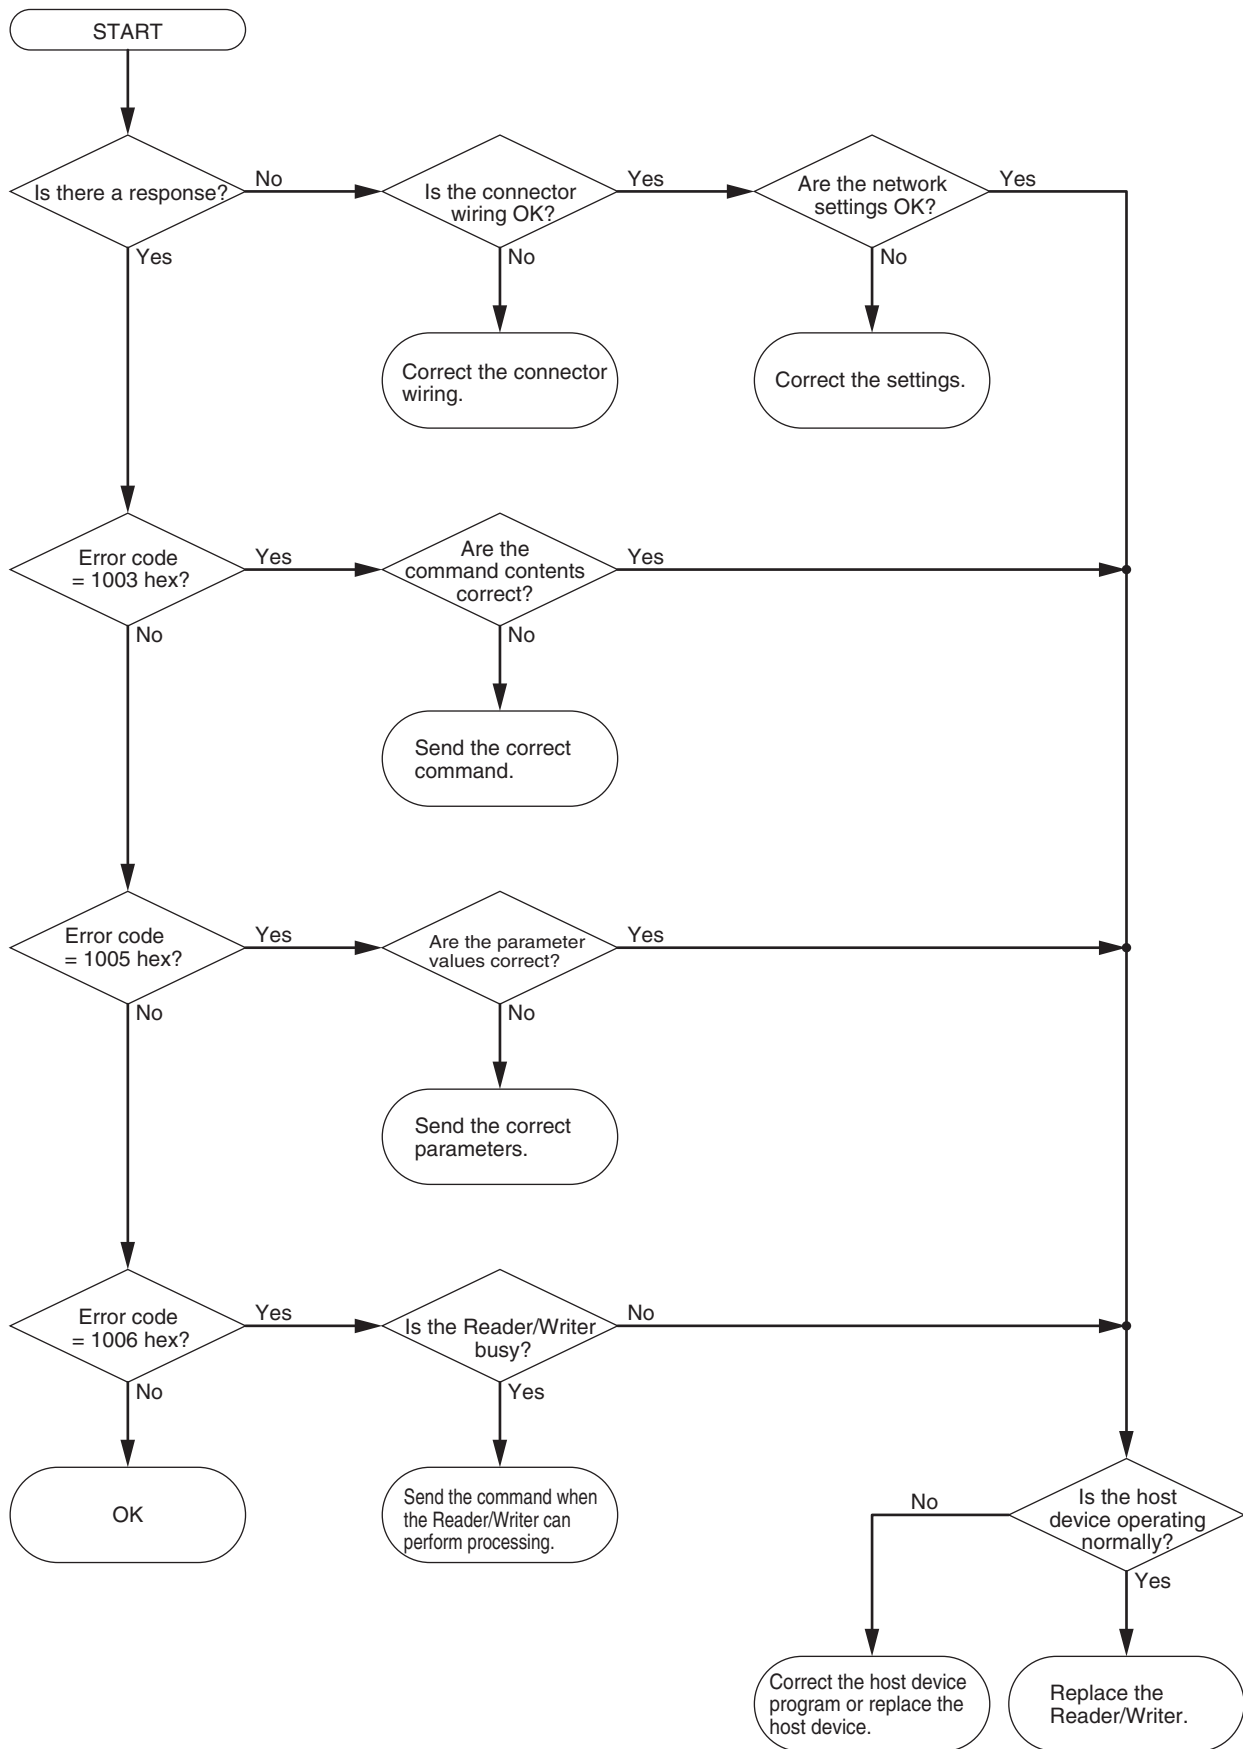 START
Is there a response?
No
Is the connector
wiring OK?
Yes
Are the network
settings OK?
Yes
Yes
No
No
Correct the connector
wiring.
Correct the settings.
Error code
= 1003 hex?
Yes
Are the
command contents
correct?
Yes
No
No
Send the correct
command.
Error code
= 1005 hex?
Yes
Are the parameter
values correct?
Yes
No
No
Send the correct
parameters.
Error code
= 1006 hex?
Yes
Is the Reader/Writer
busy?
No
No
Yes
OK
Send the command when
the Reader/Writer can
perform processing.
No
Is the host
device operating
normally?
Yes
Correct the host device
program or replace the
host device.
Replace the
Reader/Writer.